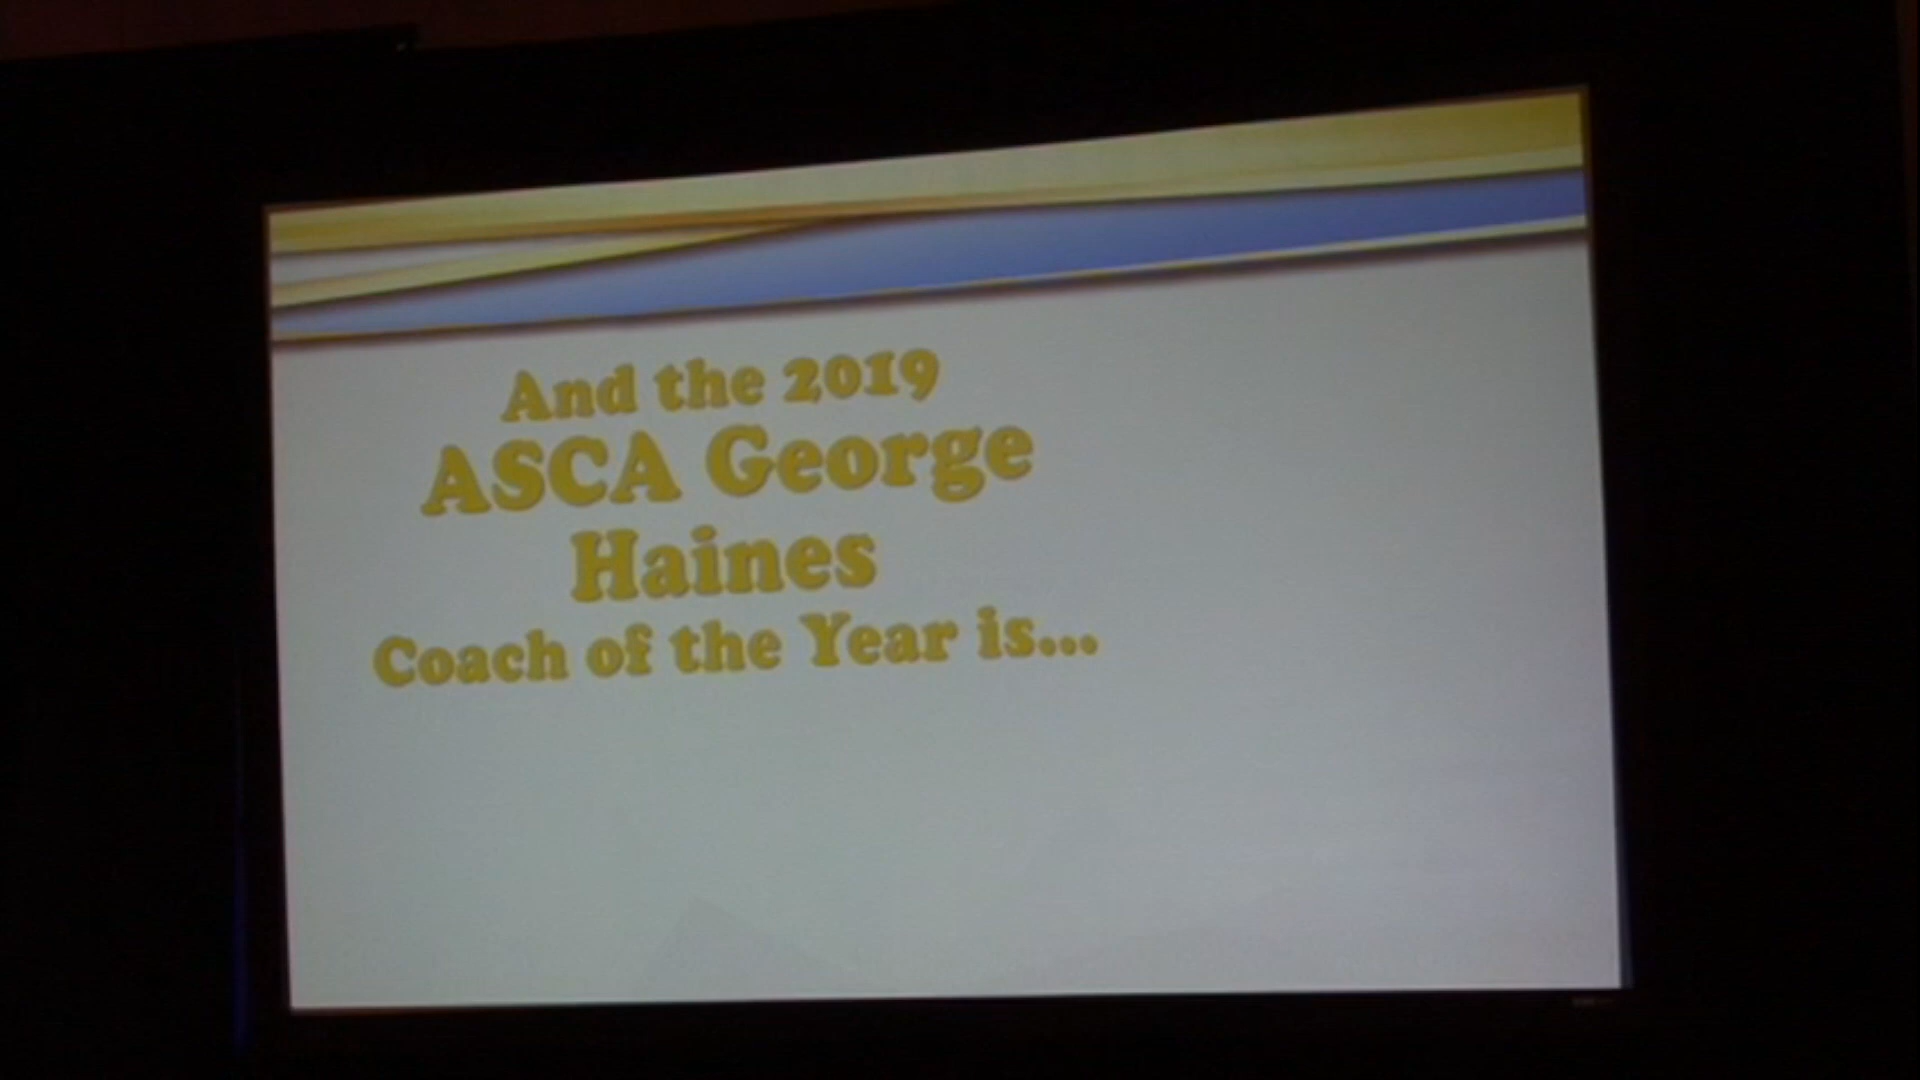 And the 2019
ASCA George
Haines
Coach of the Year is...